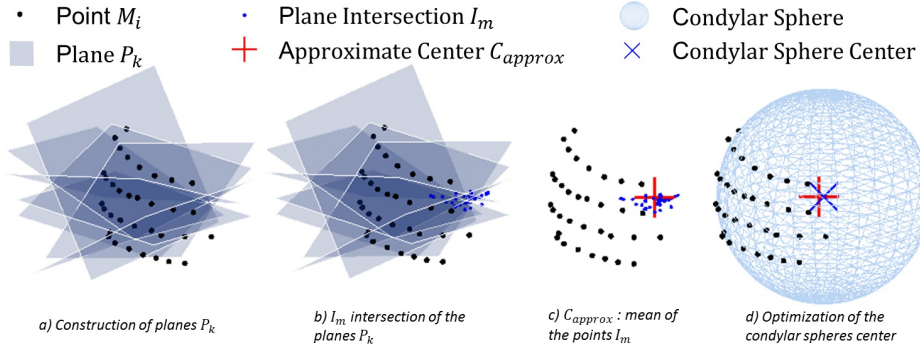 Point M_i
Plane Intersection I_m
Condylar Sphere
Plane P_k
Approximate Center C_approx
Condylar Sphere Center
a) Construction of planes P_k
b) I_m intersection of the
planes P_k
c) C_approx : mean of
the points I_m
d) Optimization of the
condylar spheres center